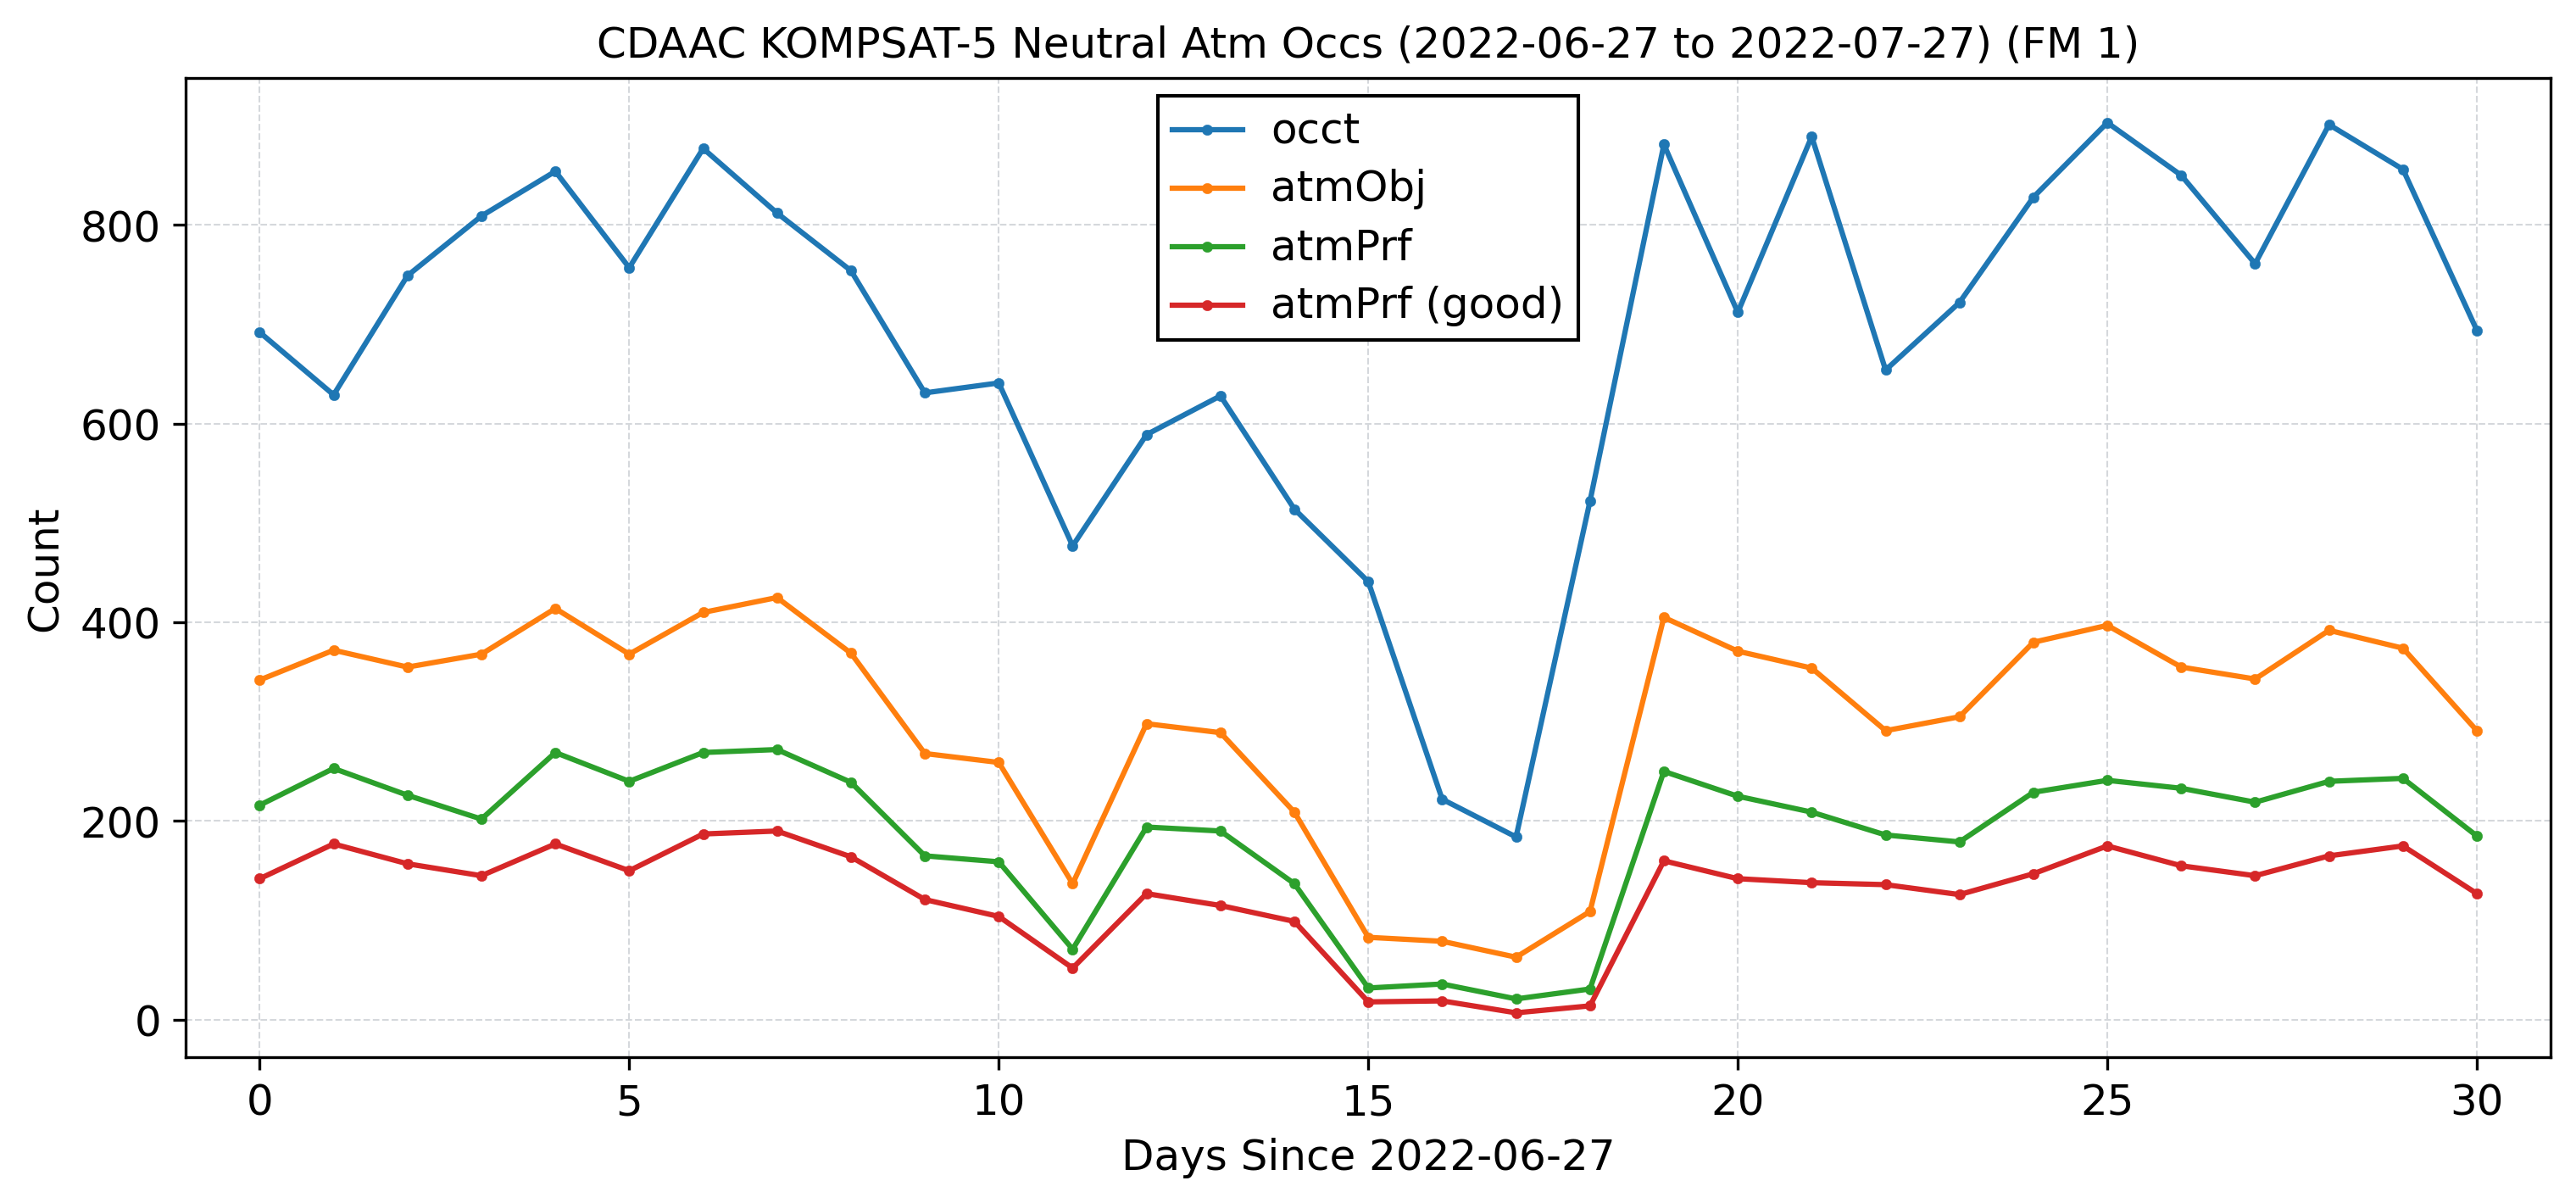 CDAAC KOMPSAT-5 Neutral Atm Occs (2022-06-27 to 2022-07-27) (FM 1)
occt
atmObj
atmPrf
atmPrf (good)
Count
800
600
400
200
0
0 5 10 15 20 25 30
Days Since 2022-06-27